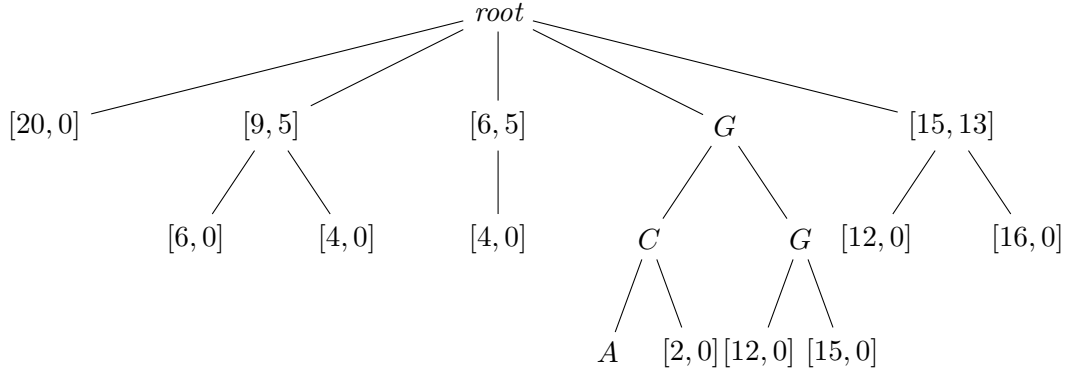 root
[20, 0] [9, 5] [6, 5] G [15, 13]
[6, 0] [4, 0] [4, 0] C G [12, 0] [16, 0]
A [2, 0] [12, 0] [15, 0]